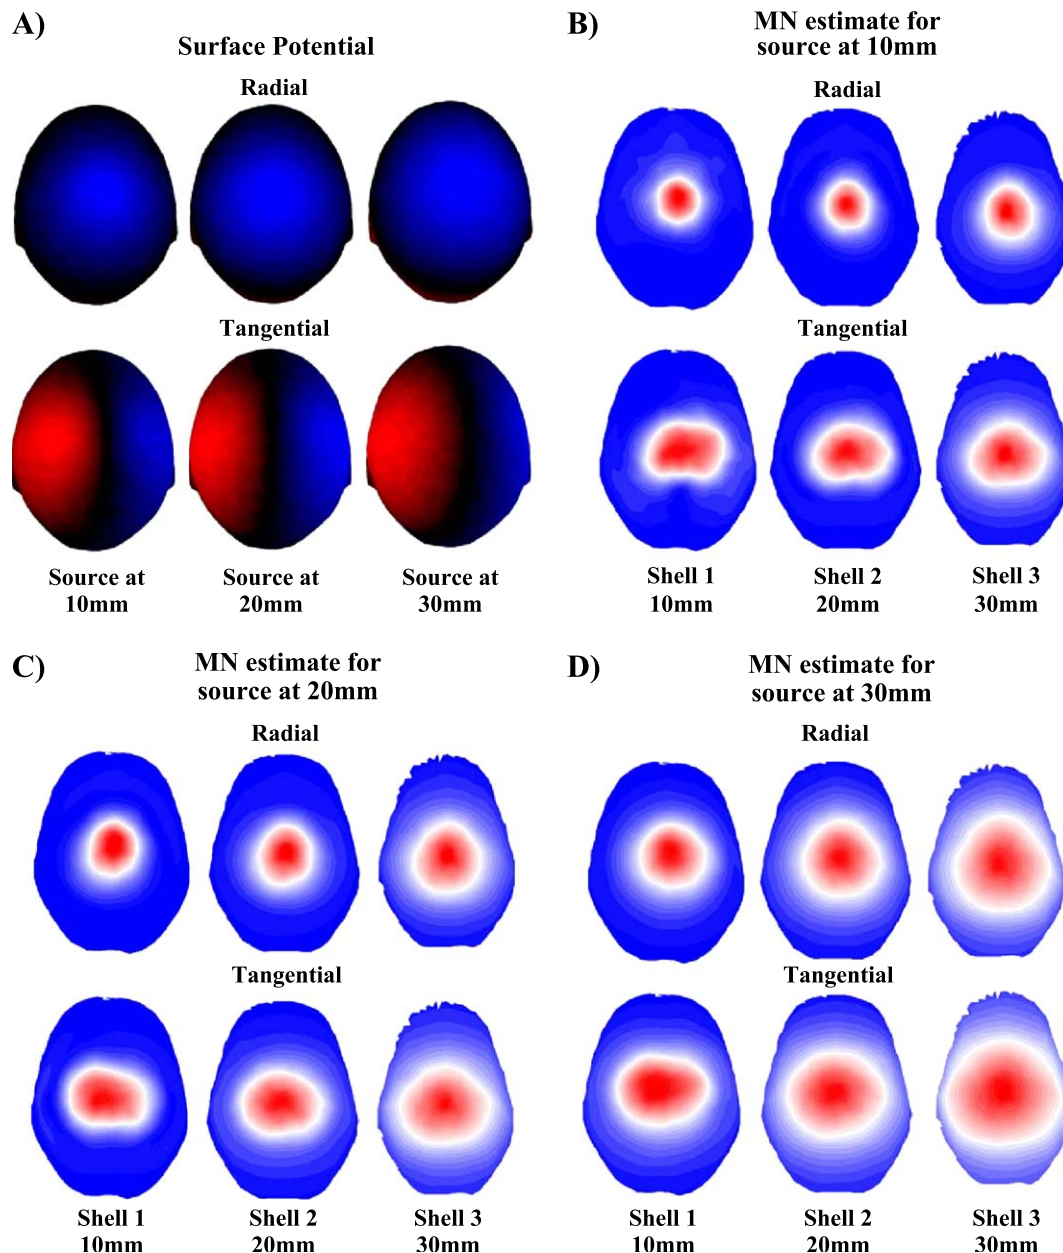 A)
Surface Potential
Radial
Tangential
Source at
10mm
Source at
20mm
Source at
30mm
B)
MN estimate for
source at 10mm
Radial
Tangential
Shell 1
10mm
Shell 2
20mm
Shell 3
30mm
C)
MN estimate for
source at 20mm
Radial
Tangential
Shell 1
10mm
Shell 2
20mm
Shell 3
30mm
D)
MN estimate for
source at 30mm
Radial
Tangential
Shell 1
10mm
Shell 2
20mm
Shell 3
30mm